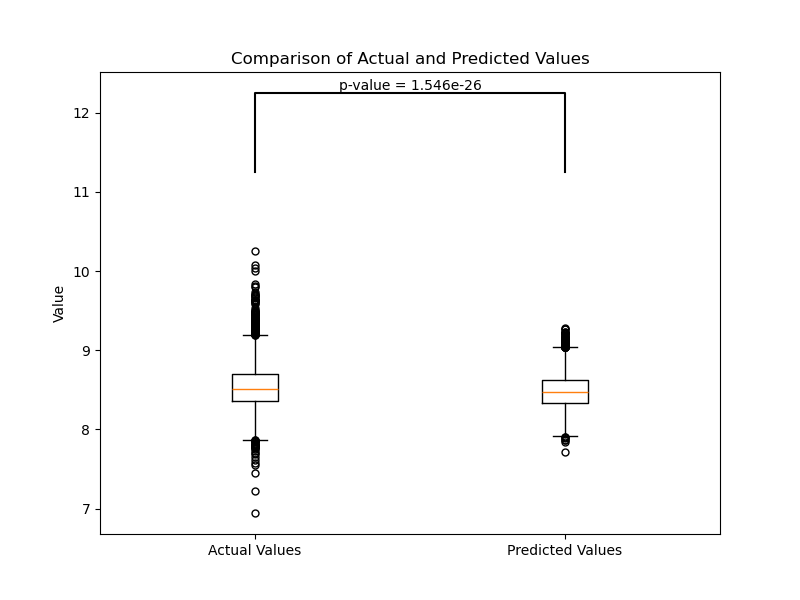 Comparison of Actual and Predicted Values
p-value = 1.546e-26
12
11
10
9
8
7
Value
Actual Values
Predicted Values